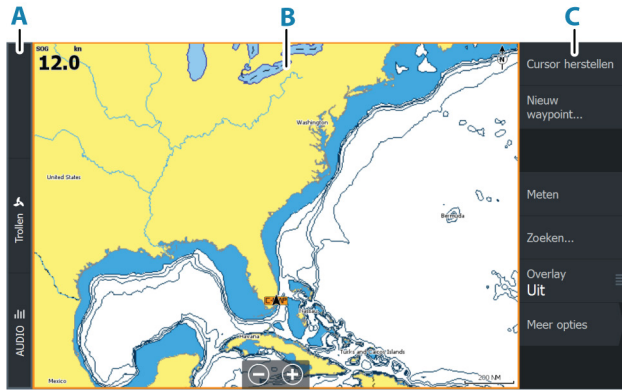 A
B
C
SOG kn
12.0
N
Cursor herstellen
Nieuw
waypoint...
Washington
United States
Trollen
Meten
Bermuda
Zoeken...
Overlay
Uit
AUDIO
Havana
Meer opties
Turks and Caicos Islands
Mexico
200 NM